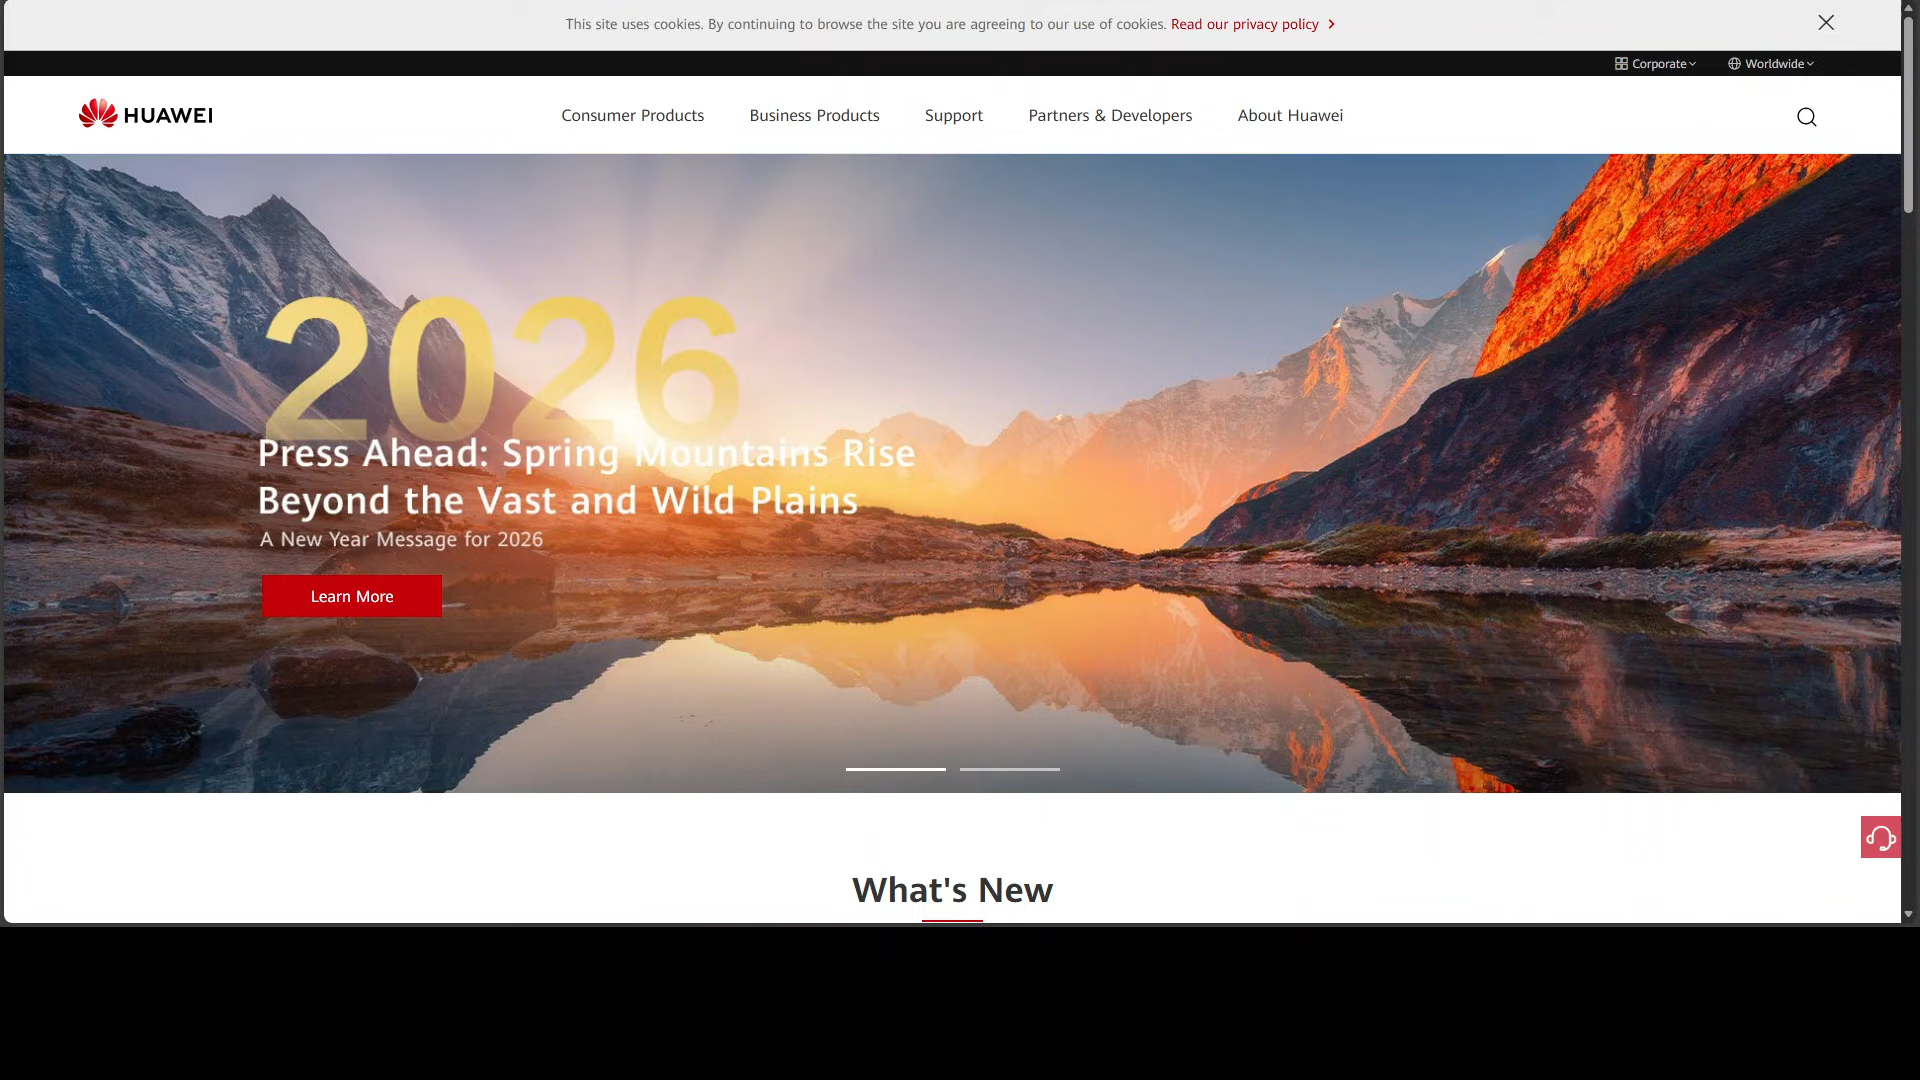 This site uses cookies. By continuing to browse the site you are agreeing to our use of cookies. Read our privacy policy
Corporate Worldwide
HUAWEI
Consumer Products Business Products Support Partners & Developers About Huawei
2026
Press Ahead: Spring Mountains Rise
Beyond the Vast and Wild Plains
A New Year Message for 2026
Learn More
What's New